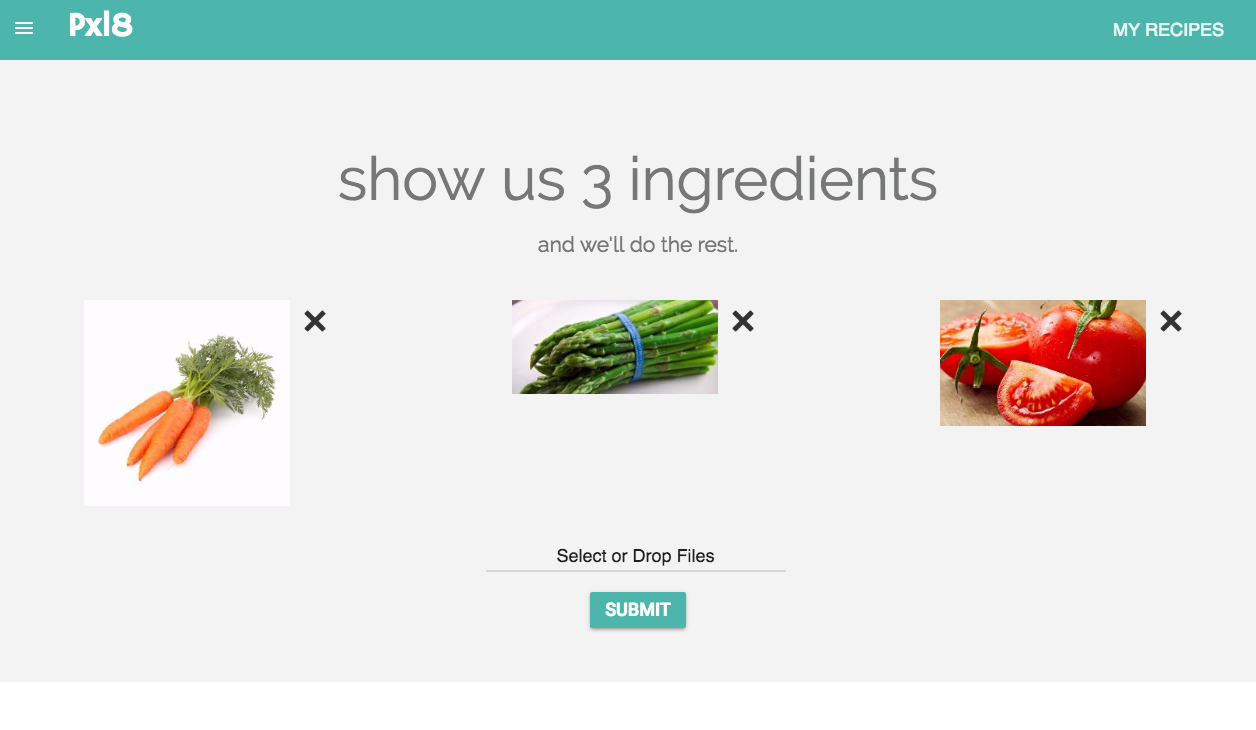 Pxl8
MY RECIPES
show us 3 ingredients
and we'll do the rest.
Select or Drop Files
SUBMIT